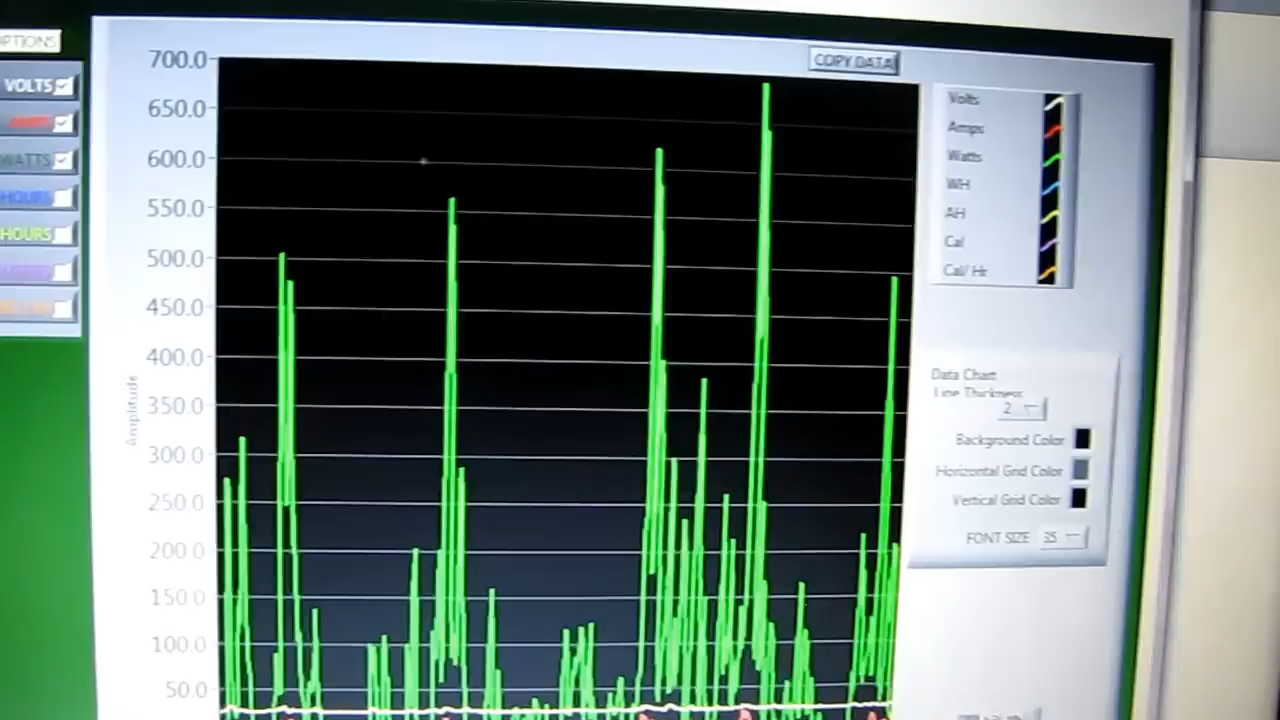 PTIONS
VOLTS
AMPS
WATTS
HOURS
HOURS
COPY DATA
700.0
650.0
600.0
550.0
500.0
450.0
400.0
350.0
300.0
250.0
200.0
150.0
100.0
50.0
Amplitude
Volts
Amps
Watts
WH
AH
Cal
Cal/Hr
Data Chart
Line Thickness
2
Background Color
Horizontal Grid Color
Vertical Grid Color
FONT SIZE 35